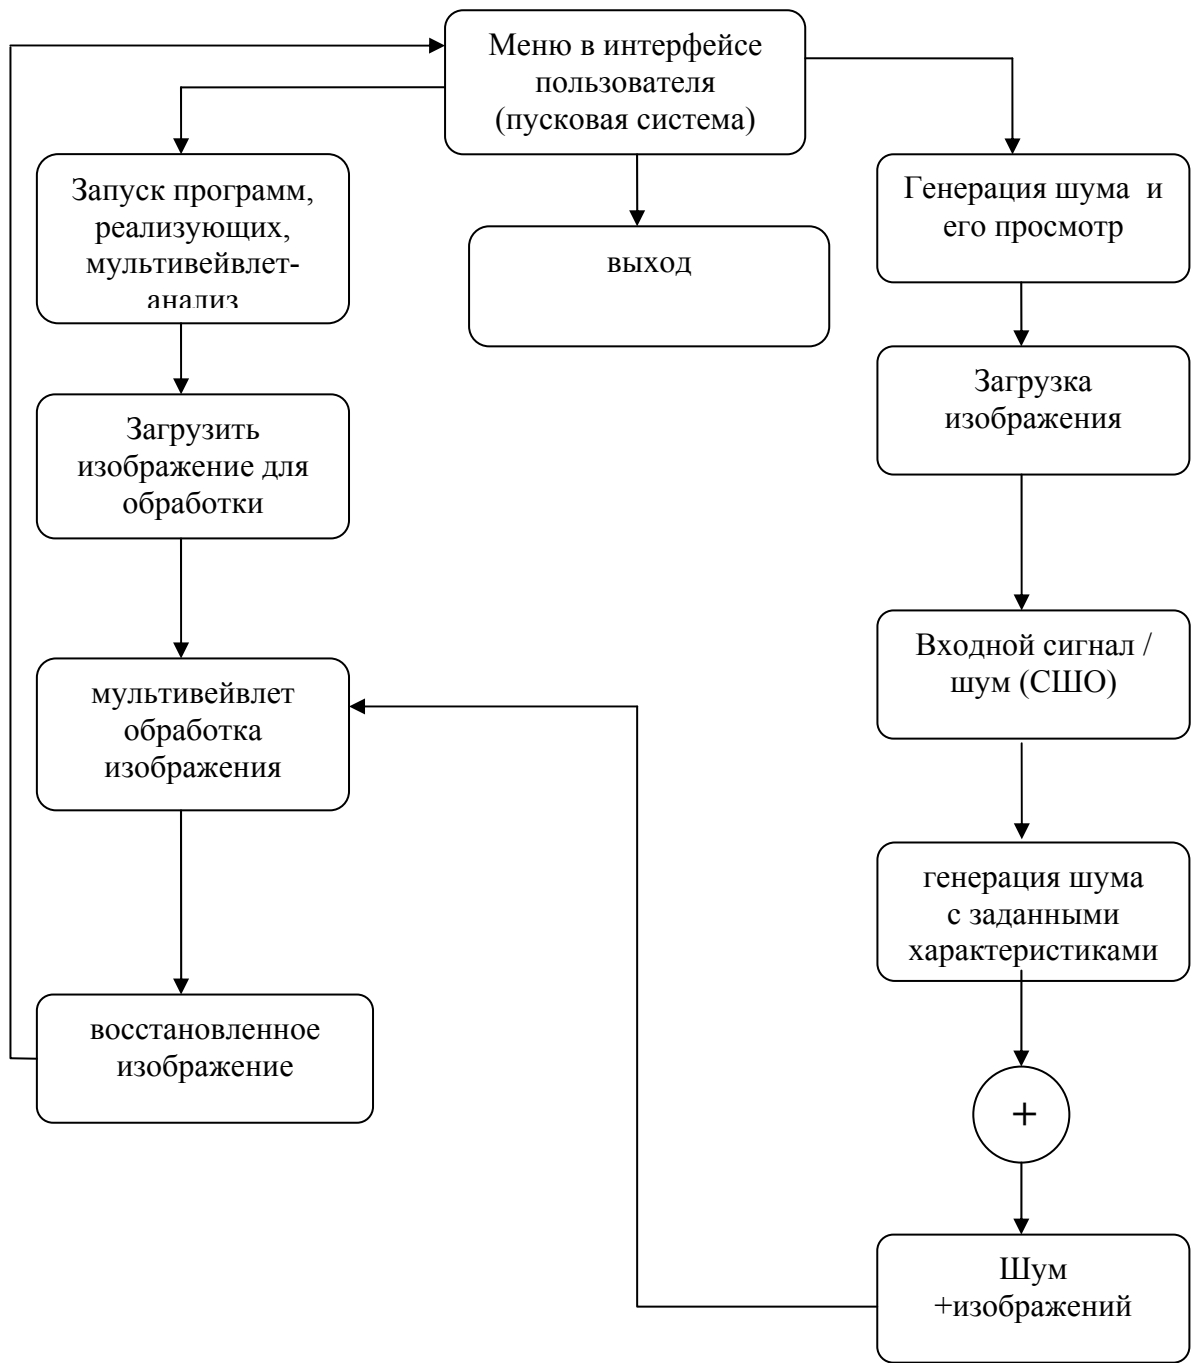 Меню в интерфейсе
пользователя
(пусковая система)
Запуск программ,
реализующих,
мультивейвлет-
анализ
Генерация шума и
его просмотр
выход
Загрузка
изображения
Загрузить
изображение для
обработки
Входной сигнал /
шум (СШО)
мультивейвлет
обработка
изображения
генерация шума
с заданными
характеристиками
восстановленное
изображение
+
Шум
+изображений